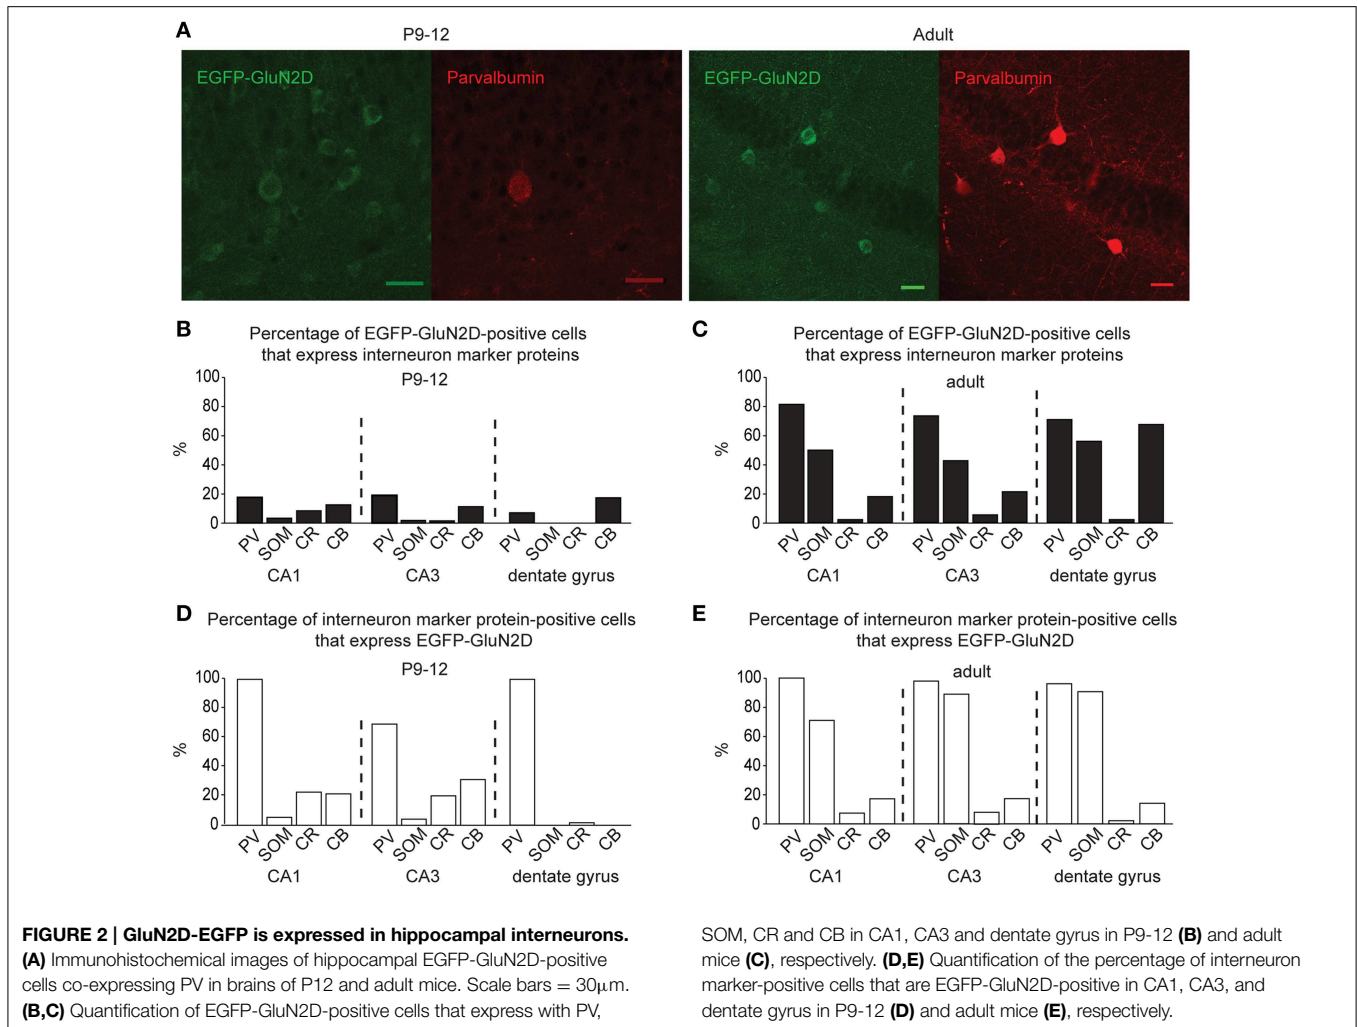 A
P9-12
Adult
EGFP-GluN2D
Parvalbumin
EGFP-GluN2D
Parvalbumin
B
Percentage of EGFP-GluN2D-positive cells
that express interneuron marker proteins
P9-12
100
80
60
40
20
0
%
PV SOM CR CB PV SOM CR CB PV SOM CR CB
CA1 CA3 dentate gyrus
C
Percentage of EGFP-GluN2D-positive cells
that express interneuron marker proteins
adult
100
80
60
40
20
0
%
PV SOM CR CB PV SOM CR CB PV SOM CR CB
CA1 CA3 dentate gyrus
D
Percentage of interneuron marker protein-positive cells
that express EGFP-GluN2D
P9-12
100
80
60
40
20
0
%
PV SOM CR CB PV SOM CR CB PV SOM CR CB
CA1 CA3 dentate gyrus
E
Percentage of interneuron marker protein-positive cells
that express EGFP-GluN2D
adult
100
80
60
40
20
0
%
PV SOM CR CB PV SOM CR CB PV SOM CR CB
CA1 CA3 dentate gyrus
FIGURE 2 | GluN2D-EGFP is expressed in hippocampal interneurons.
(A) Immunohistochemical images of hippocampal EGFP-GluN2D-positive
cells co-expressing PV in brains of P12 and adult mice. Scale bars = 30μm.
(B,C) Quantification of EGFP-GluN2D-positive cells that express with PV,
SOM, CR and CB in CA1, CA3 and dentate gyrus in P9-12 (B) and adult
mice (C), respectively. (D,E) Quantification of the percentage of interneuron
marker-positive cells that are EGFP-GluN2D-positive in CA1, CA3, and
dentate gyrus in P9-12 (D) and adult mice (E), respectively.